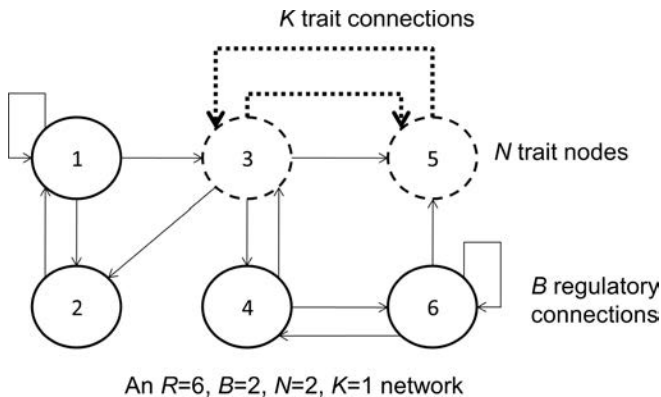 K trait connections
1
3
5
N trait nodes
2
4
6
B regulatory
connections
An R=6, B=2, N=2, K=1 network